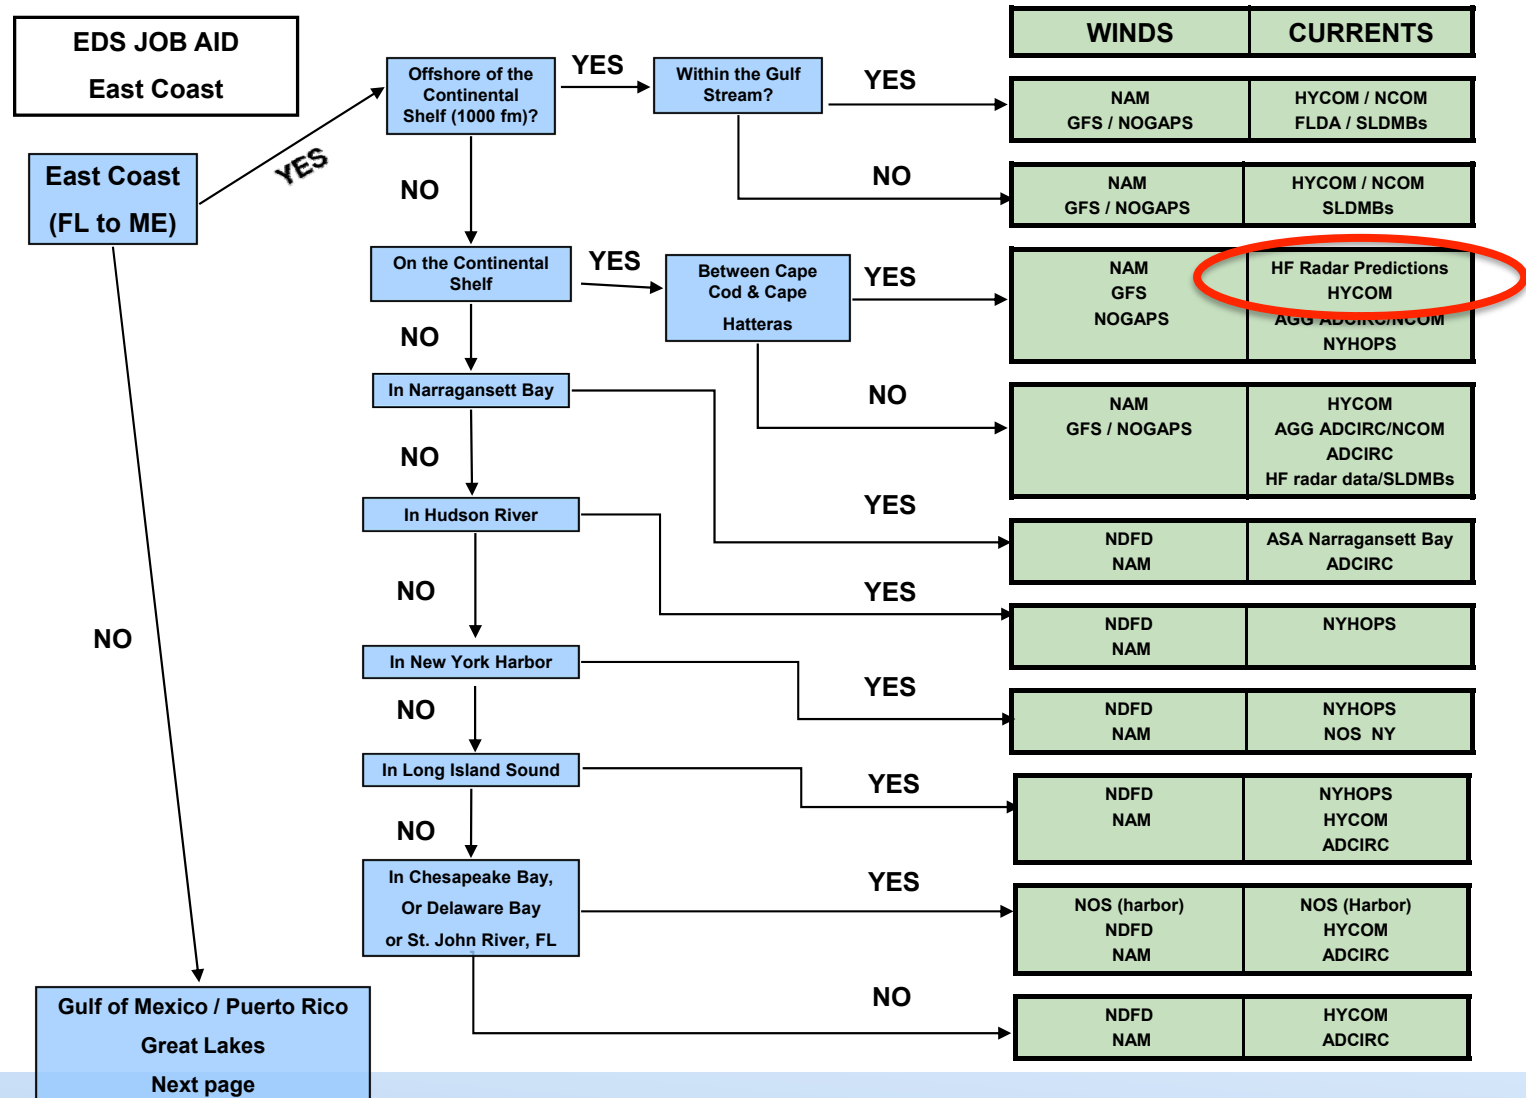 EDS JOB AID
East Coast
East Coast
(FL to ME)
YES
NO
Gulf of Mexico / Puerto Rico
Great Lakes
Next page
Offshore of the
Continental
Shelf (1000 fm)?
YES
Within the Gulf
Stream?
YES
NO
NO
On the Continental
Shelf
YES
Between Cape
Cod & Cape
Hatteras
YES
NO
NO
In Narragansett Bay
YES
NO
In Hudson River
YES
NO
In New York Harbor
YES
NO
In Long Island Sound
YES
NO
In Chesapeake Bay,
Or Delaware Bay
or St. John River, FL
YES
NO
WINDS
CURRENTS
NAM
GFS / NOGAPS
HYCOM / NCOM
FLDA / SLDMBs
NAM
GFS / NOGAPS
HYCOM / NCOM
SLDMBs
NAM
GFS
NOGAPS
HF Radar Predictions
HYCOM
AGG ADCIRC/NCOM
NYHOPS
NAM
GFS / NOGAPS
HYCOM
AGG ADCIRC/NCOM
ADCIRC
HF radar data/SLDMBs
NDFD
NAM
ASA Narragansett Bay
ADCIRC
NDFD
NAM
NYHOPS
NDFD
NAM
NYHOPS
NOS NY
NDFD
NAM
NYHOPS
HYCOM
ADCIRC
NOS (harbor)
NDFD
NAM
NOS (Harbor)
HYCOM
ADCIRC
NDFD
NAM
HYCOM
ADCIRC